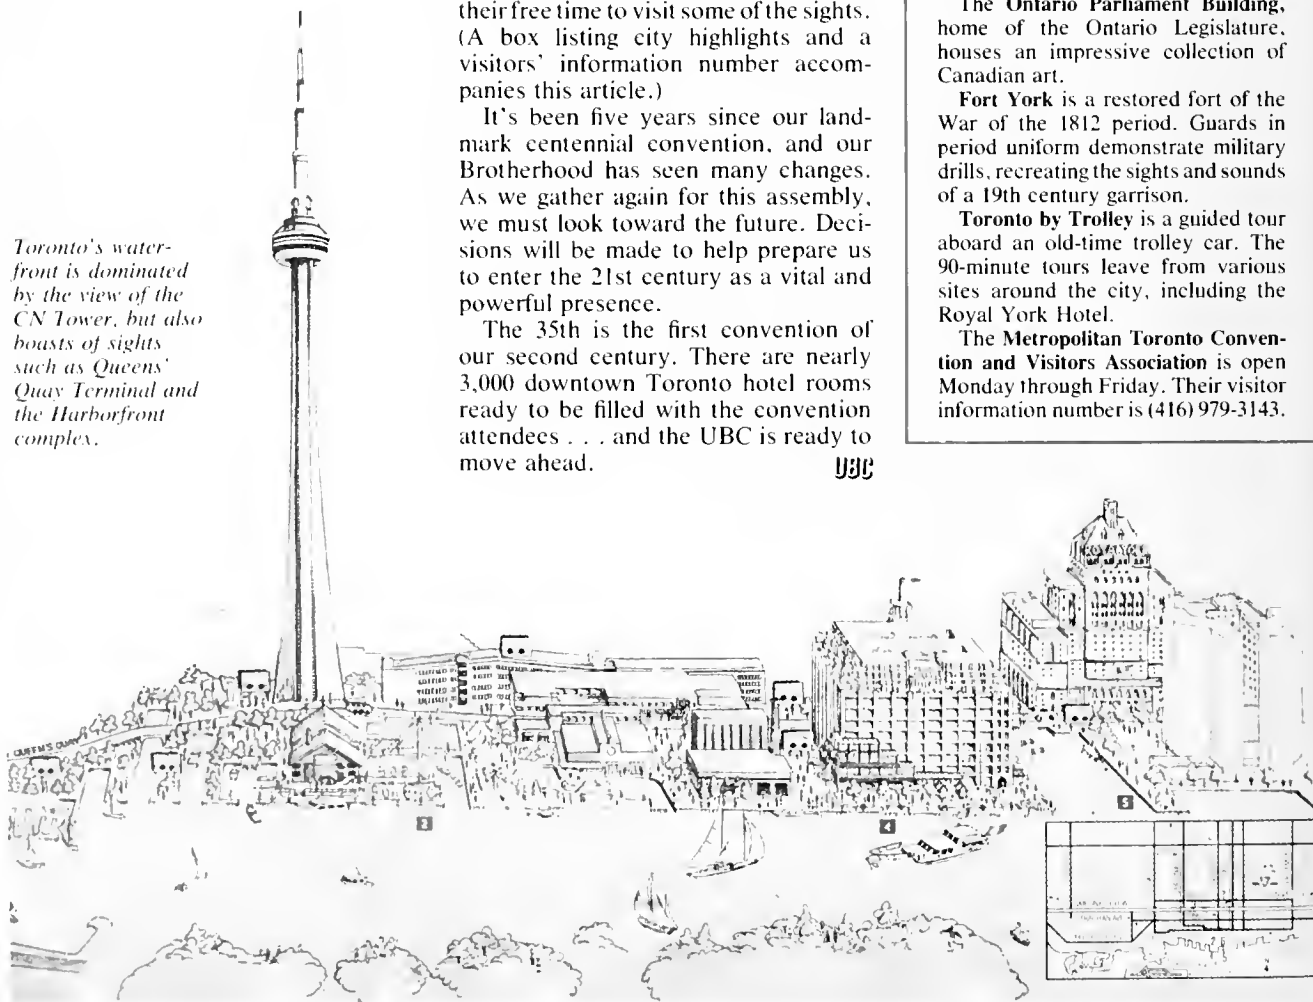 their free time to visit some of the sights.
(A box listing city highlights and a
visitors' information number accom-
panies this article.)
It's been five years since our land-
mark centennial convention, and our
Brotherhood has seen many changes.
As we gather again for this assembly,
we must look toward the future. Deci-
sions will be made to help prepare us
to enter the 21st century as a vital and
powerful presence.
The 35th is the first convention of
our second century. There are nearly
3,000 downtown Toronto hotel rooms
ready to be filled with the convention
attendees . . . and the UBC is ready to
move ahead. UBC
The Ontario Parliament Building,
home of the Ontario Legislature,
houses an impressive collection of
Canadian art.
Fort York is a restored fort of the
War of the 1812 period. Guards in
period uniform demonstrate military
drills, recreating the sights and sounds
of a 19th century garrison.
Toronto by Trolley is a guided tour
aboard an old-time trolley car. The
90-minute tours leave from various
sites around the city, including the
Royal York Hotel.
The Metropolitan Toronto Conven-
tion and Visitors Association is open
Monday through Friday. Their visitor
information number is (416) 979-3143.
Toronto's water-
front is dominated
by the view of the
CN Tower, but also
boasts of sights
such as Queens'
Quay Terminal and
the Harborfront
complex.
QUEEN'S QUAY
3
4
5